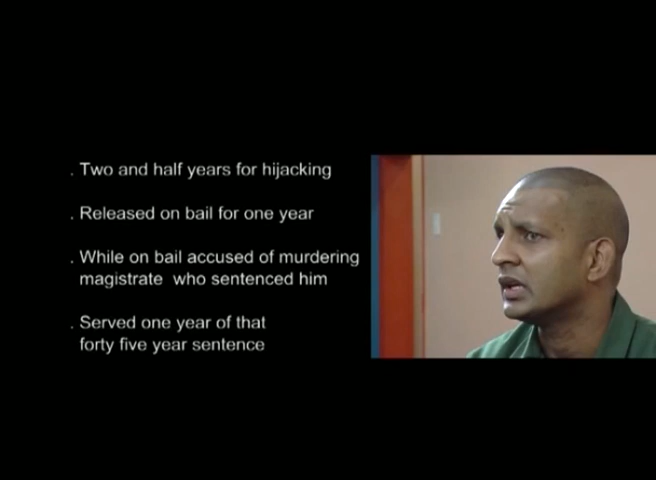 . Two and half years for hijacking
. Released on bail for one year
. While on bail accused of murdering
magistrate who sentenced him
. Served one year of that
forty five year sentence